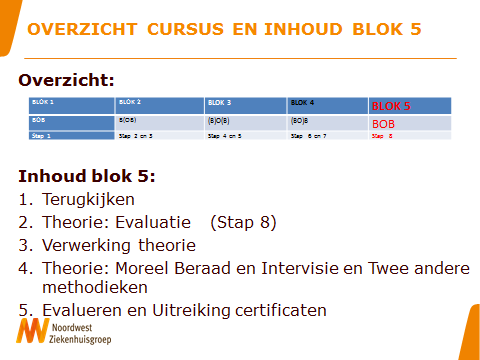 OVERZICHT CURSUS EN INHOUD BLOK 5
Overzicht:
BLOK 1 BLOK 2 BLOK 3 BLOK 4 BLOK 5
BOB B(OB) (B)O(B) (BO)B BOB
Stap 1 Stap 2 en 3 Stap 4 en 5 Stap 6 en 7 Stap 8
Inhoud blok 5:
1. Terugkijken
2. Theorie: Evaluatie (Stap 8)
3. Verwerking theorie
4. Theorie: Moreel Beraad en Intervisie en Twee andere
methodieken
5. Evalueren en Uitreiking certificaten
Noordwest
Ziekenhuisgroep